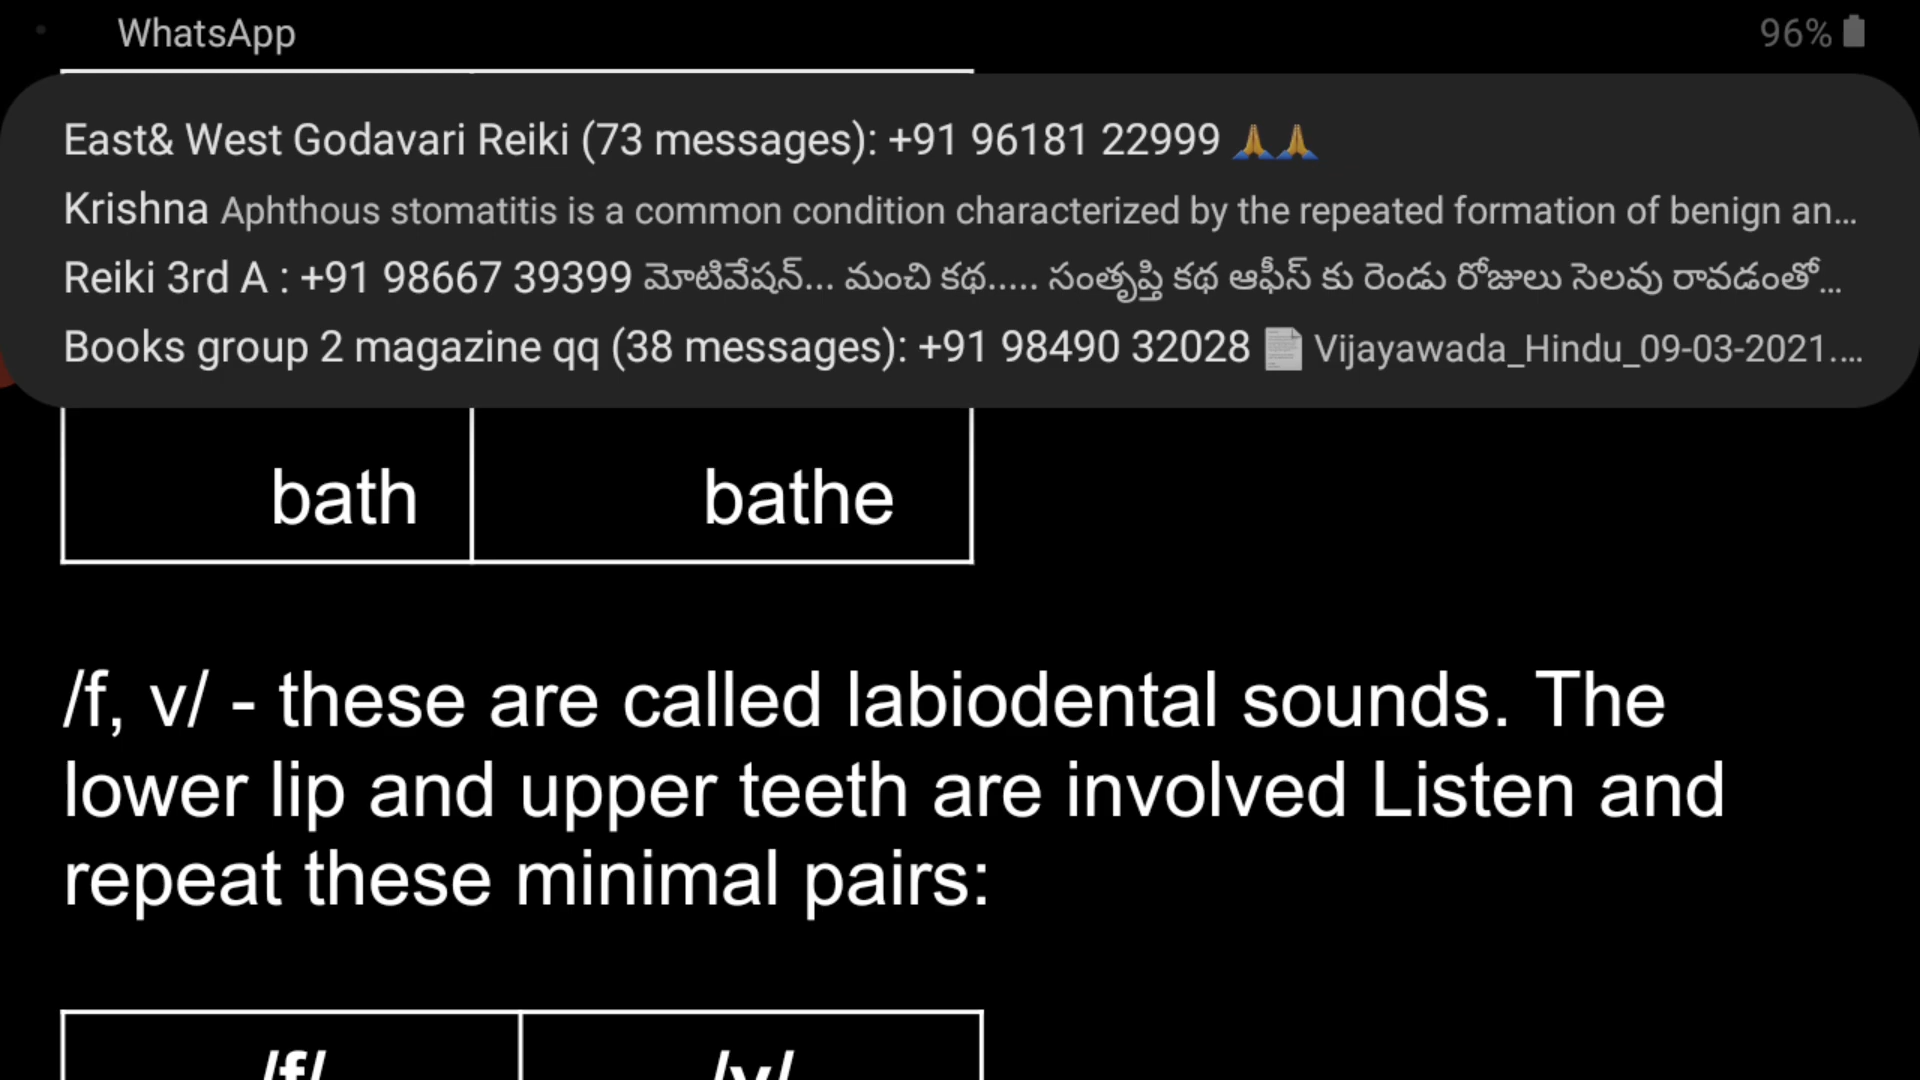 WhatsApp 96%
East& West Godavari Reiki (73 messages): +91 96181 22999 🙏🙏
Krishna Aphthous stomatitis is a common condition characterized by the repeated formation of benign an...
Reiki 3rd A : +91 98667 39399 మోటివేషన్... మంచి కథ..... సంతృప్తి కథ ఆఫీస్ కు రెండు రోజులు సెలవు రావడంతో...
Books group 2 magazine qq (38 messages): +91 98490 32028 📄 Vijayawada_Hindu_09-03-2021....
bath bathe
/f, v/ - these are called labiodental sounds. The
lower lip and upper teeth are involved Listen and
repeat these minimal pairs:
/f/ /v/